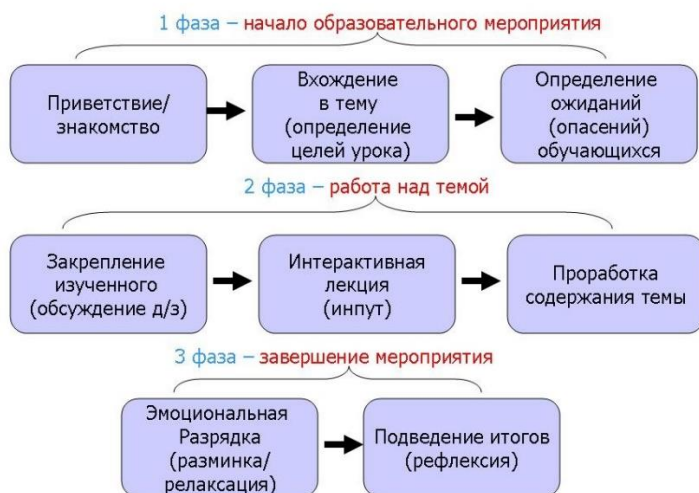 1 фаза – начало образовательного мероприятия
Приветствие/
знакомство
Вхождение
в тему
(определение
целей урока)
Определение
ожиданий
(опасений)
обучающихся
2 фаза – работа над темой
Закрепление
изученного
(обсуждение д/з)
Интерактивная
лекция
(инпут)
Проработка
содержания темы
3 фаза – завершение мероприятия
Эмоциональная
Разрядка
(разминка/
релаксация)
Подведение итогов
(рефлексия)